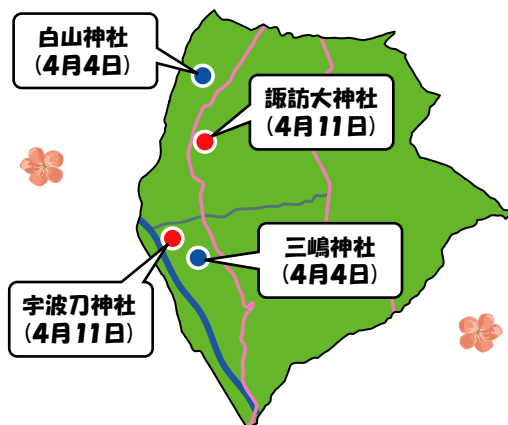 白山神社
(4月4日)
諏訪大神社
(4月11日)
三嶋神社
(4月4日)
宇波刀神社
(4月11日)